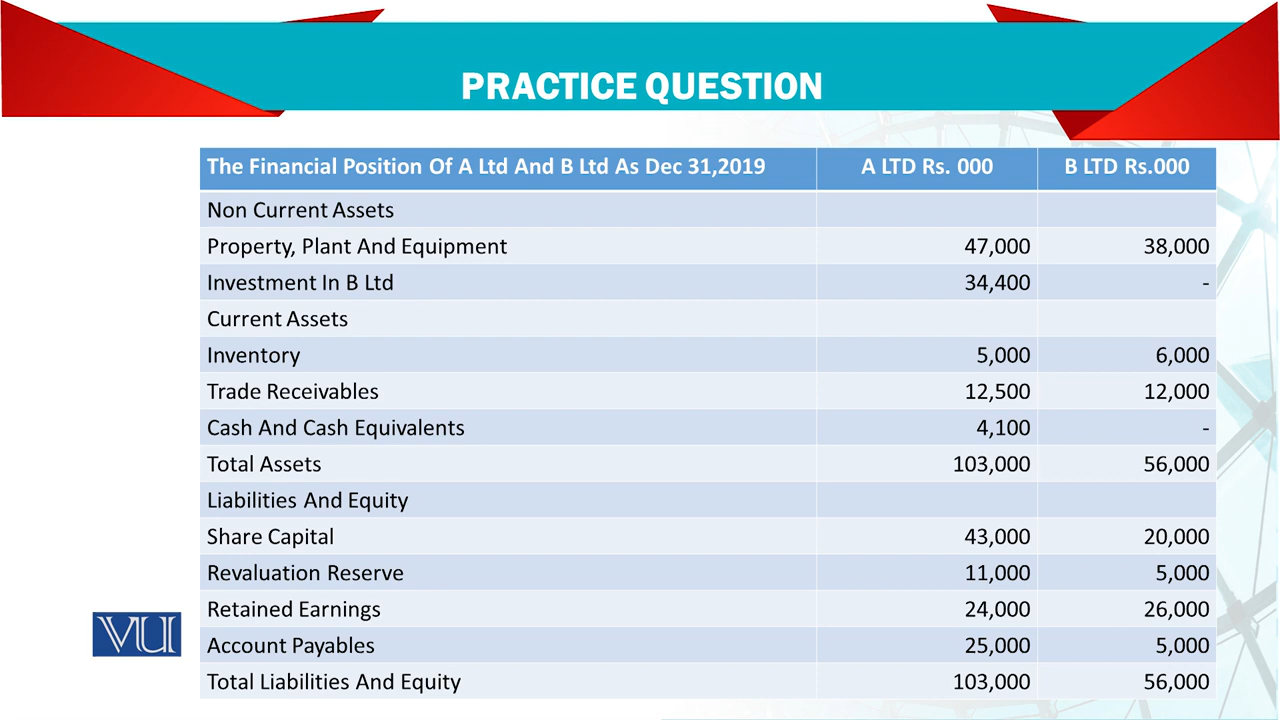 PRACTICE QUESTION
The Financial Position Of A Ltd And B Ltd As Dec 31,2019 A LTD Rs. 000 B LTD Rs.000
Non Current Assets
Property, Plant And Equipment 47,000 38,000
Investment In B Ltd 34,400 -
Current Assets
Inventory 5,000 6,000
Trade Receivables 12,500 12,000
Cash And Cash Equivalents 4,100 -
Total Assets 103,000 56,000
Liabilities And Equity
Share Capital 43,000 20,000
Revaluation Reserve 11,000 5,000
Retained Earnings 24,000 26,000
Account Payables 25,000 5,000
Total Liabilities And Equity 103,000 56,000
VU